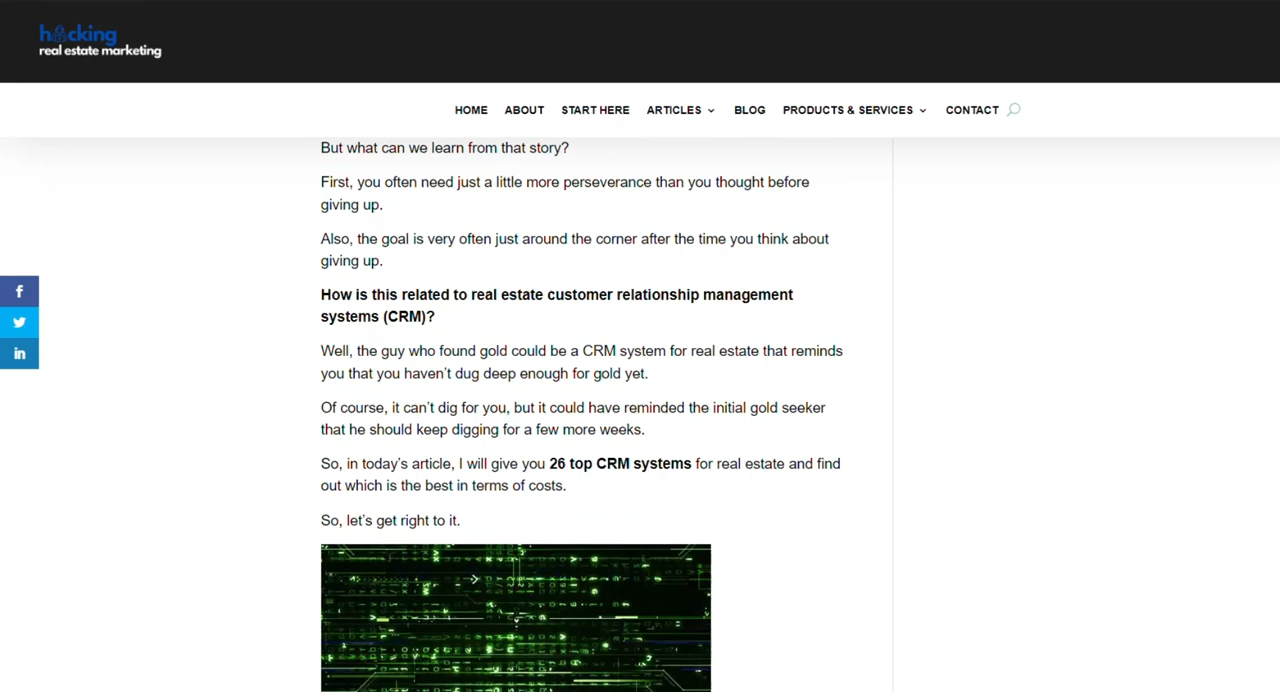 hacking
real estate marketing
HOME ABOUT START HERE ARTICLES BLOG PRODUCTS & SERVICES CONTACT
But what can we learn from that story?
First, you often need just a little more perseverance than you thought before
giving up.
Also, the goal is very often just around the corner after the time you think about
giving up.
How is this related to real estate customer relationship management
systems (CRM)?
Well, the guy who found gold could be a CRM system for real estate that reminds
you that you haven’t dug deep enough for gold yet.
Of course, it can’t dig for you, but it could have reminded the initial gold seeker
that he should keep digging for a few more weeks.
So, in today’s article, I will give you 26 top CRM systems for real estate and find
out which is the best in terms of costs.
So, let’s get right to it.